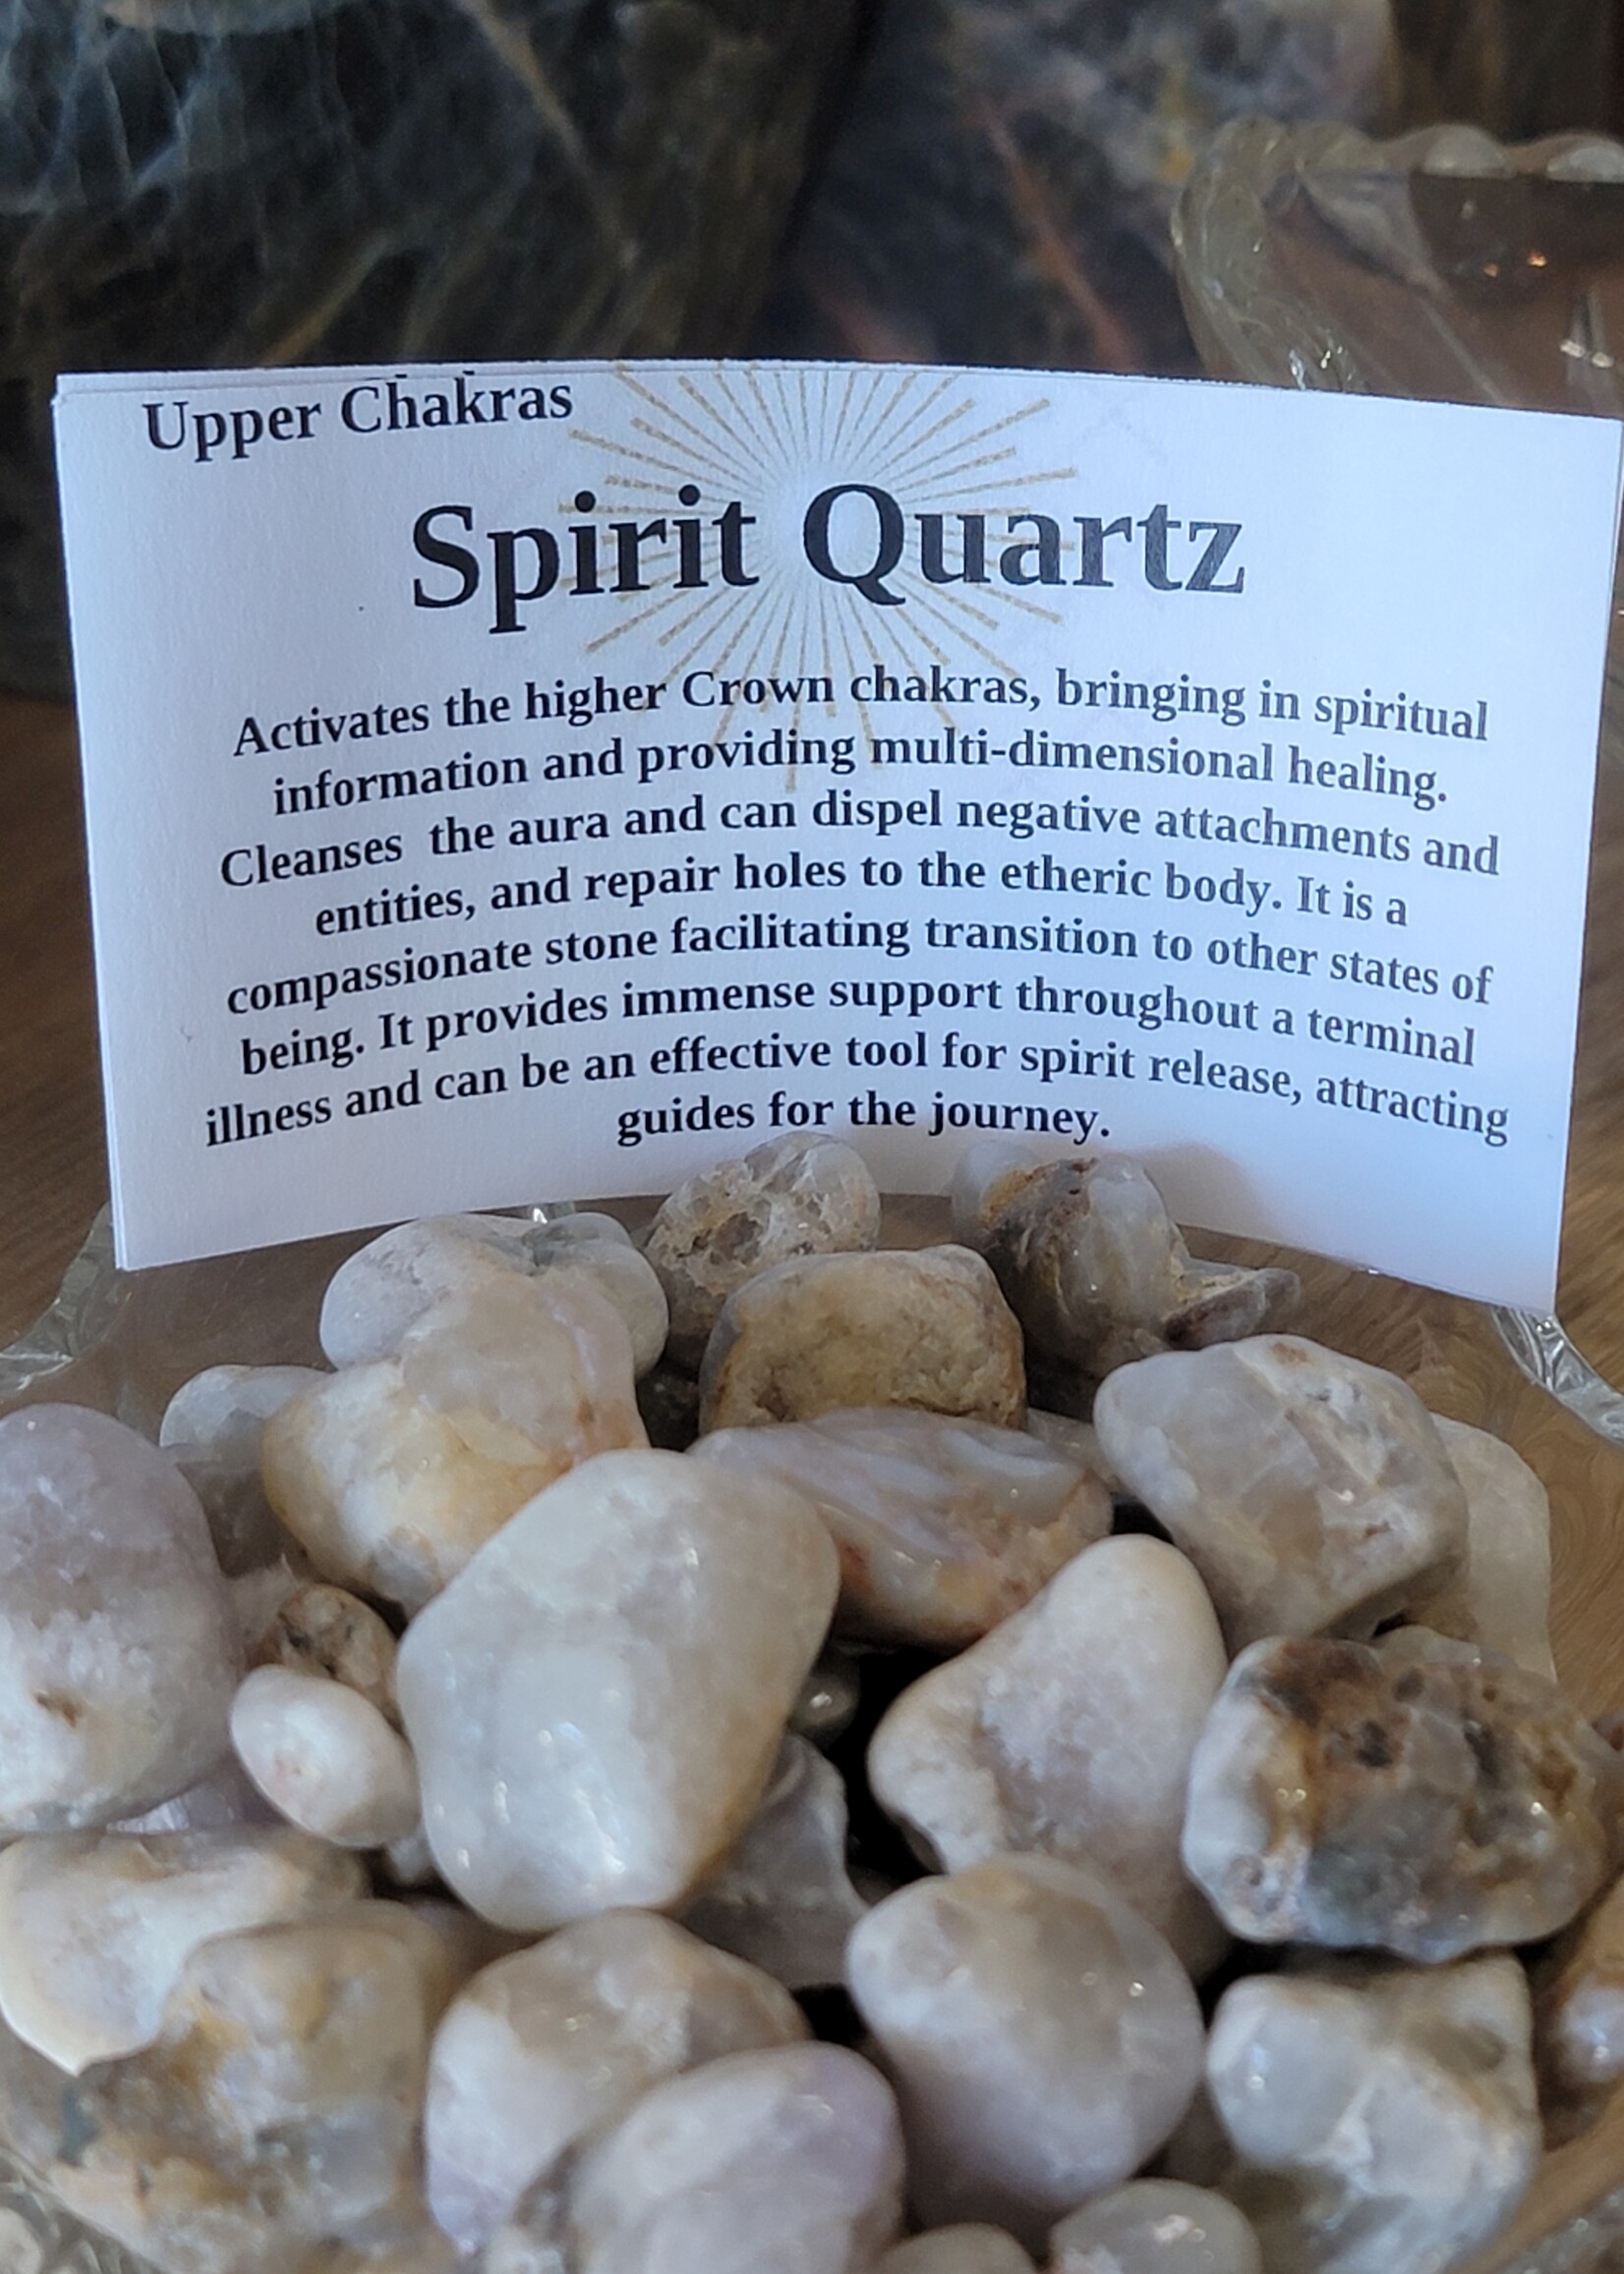 Upper Chakras
Spirit Quartz
Activates the higher Crown chakras, bringing in spiritual
information and providing multi-dimensional healing.
Cleanses the aura and can dispel negative attachments and
entities, and repair holes to the etheric body. It is a
compassionate stone facilitating transition to other states of
being. It provides immense support throughout a terminal
illness and can be an effective tool for spirit release, attracting
guides for the journey.